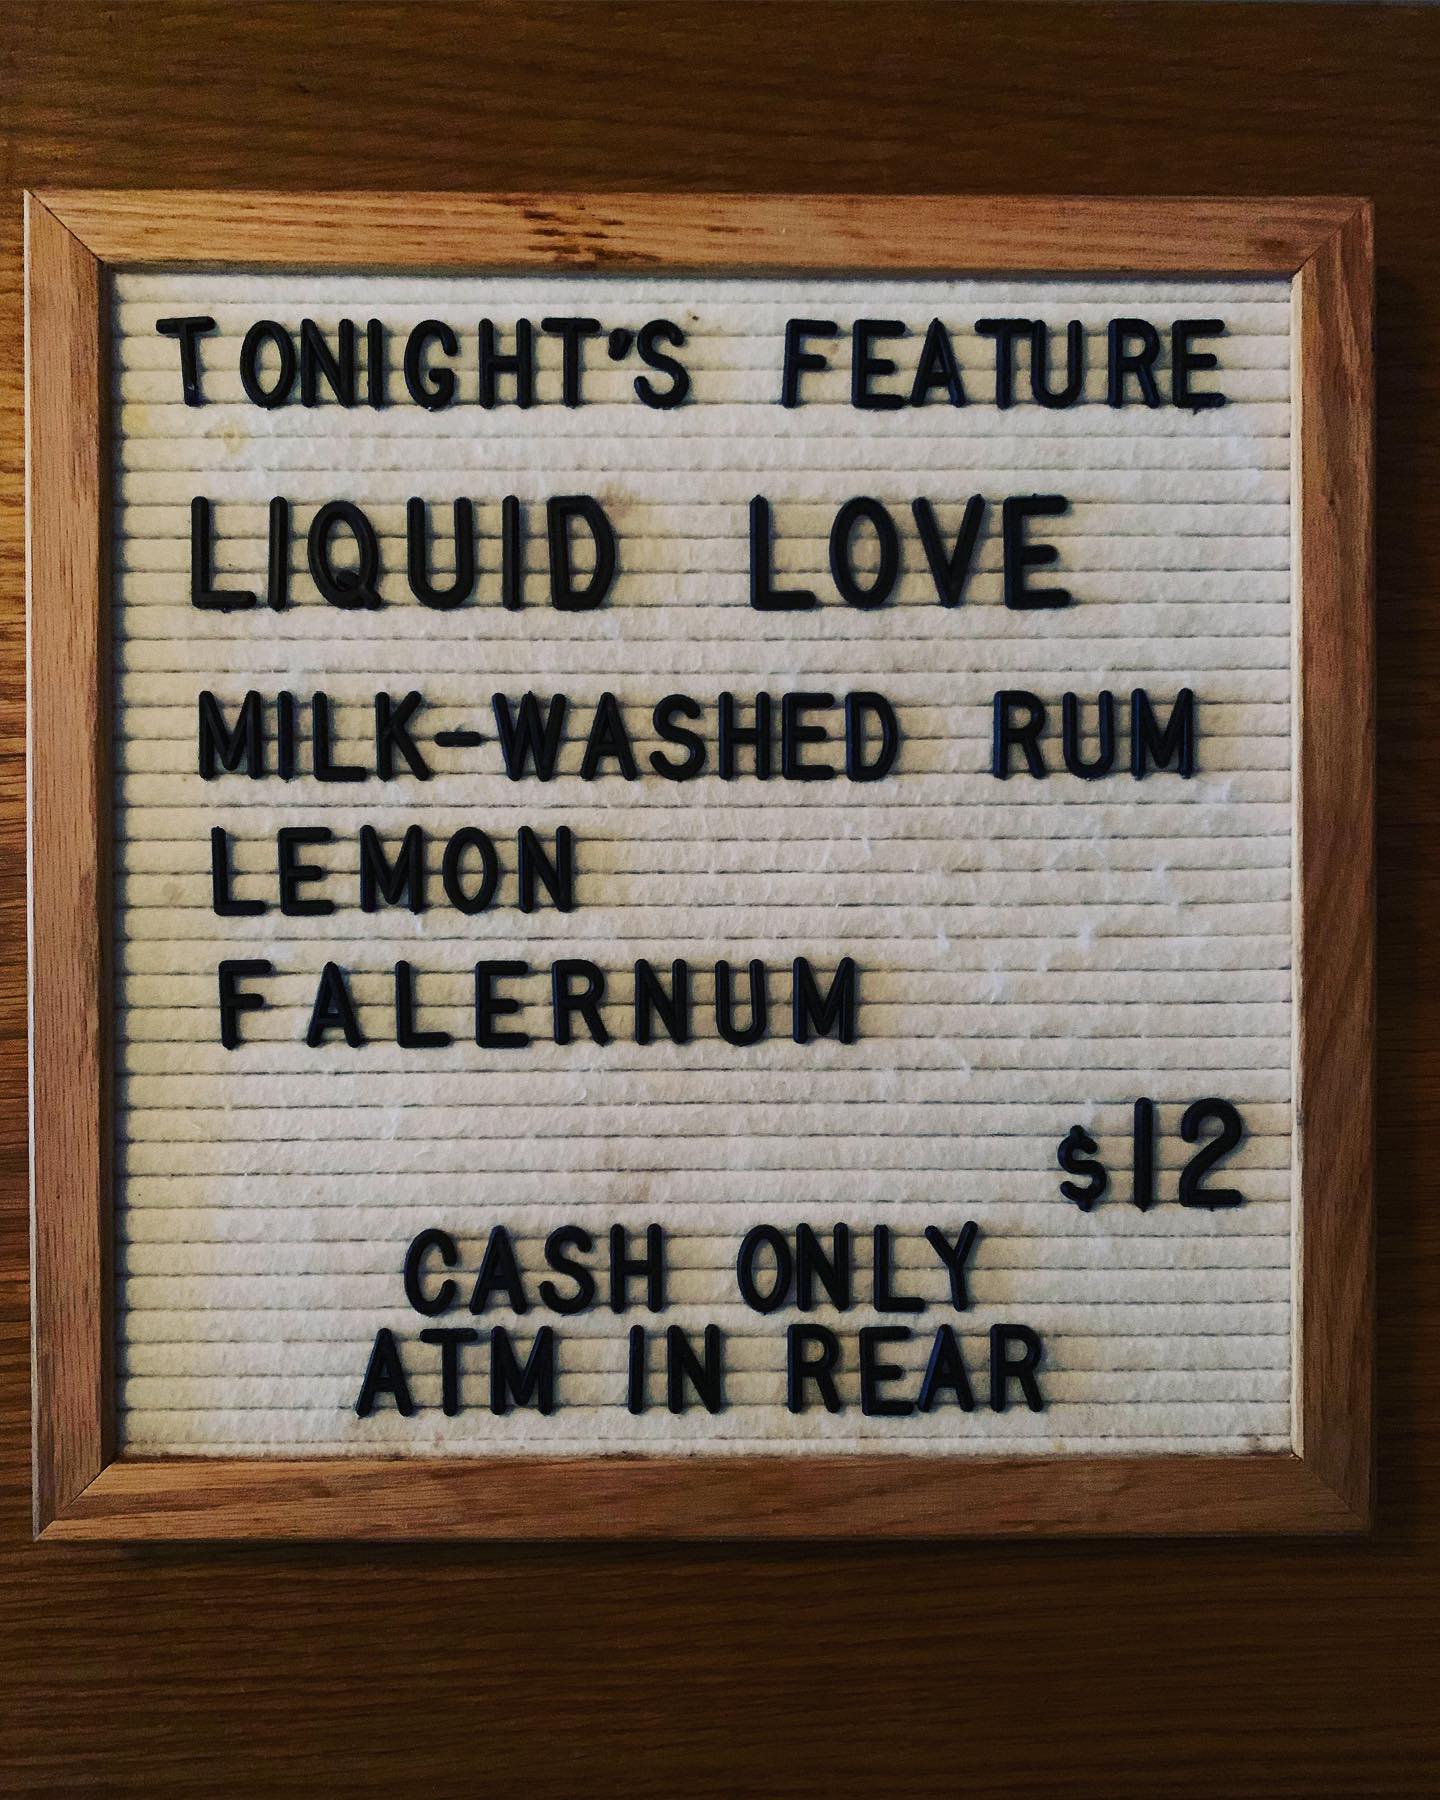 TONIGHT'S FEATURE
LIQUID LOVE
MILK-WASHED RUM
LEMON
FALERNUM
$12
CASH ONLY
ATM IN REAR